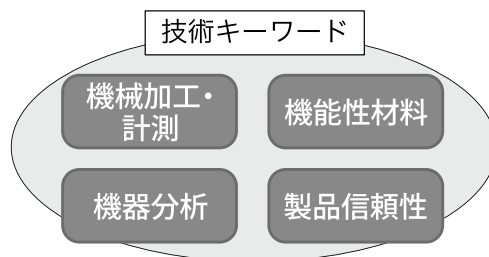 技術キーワード
機械加工・
計測
機能性材料
機器分析
製品信頼性